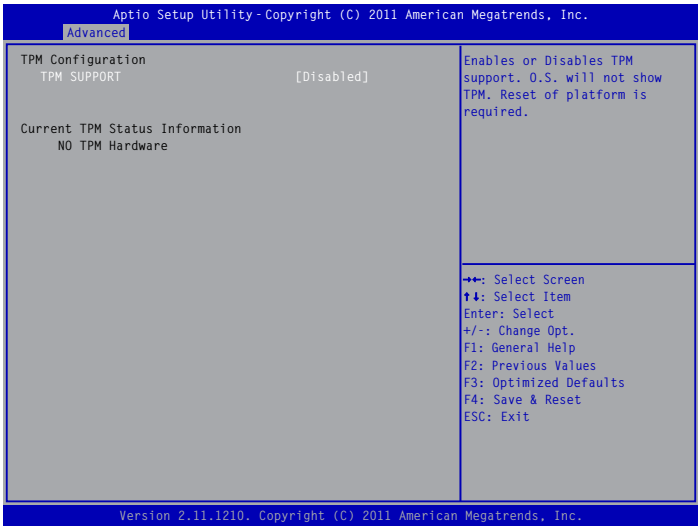 Aptio Setup Utility - Copyright (C) 2011 American Megatrends, Inc.
Advanced
TPM Configuration
TPM SUPPORT [Disabled]
Current TPM Status Information
NO TPM Hardware
Enables or Disables TPM
support. O.S. will not show
TPM. Reset of platform is
required.
→←: Select Screen
↑↓: Select Item
Enter: Select
+/-: Change Opt.
F1: General Help
F2: Previous Values
F3: Optimized Defaults
F4: Save & Reset
ESC: Exit
Version 2.11.1210. Copyright (C) 2011 American Megatrends, Inc.